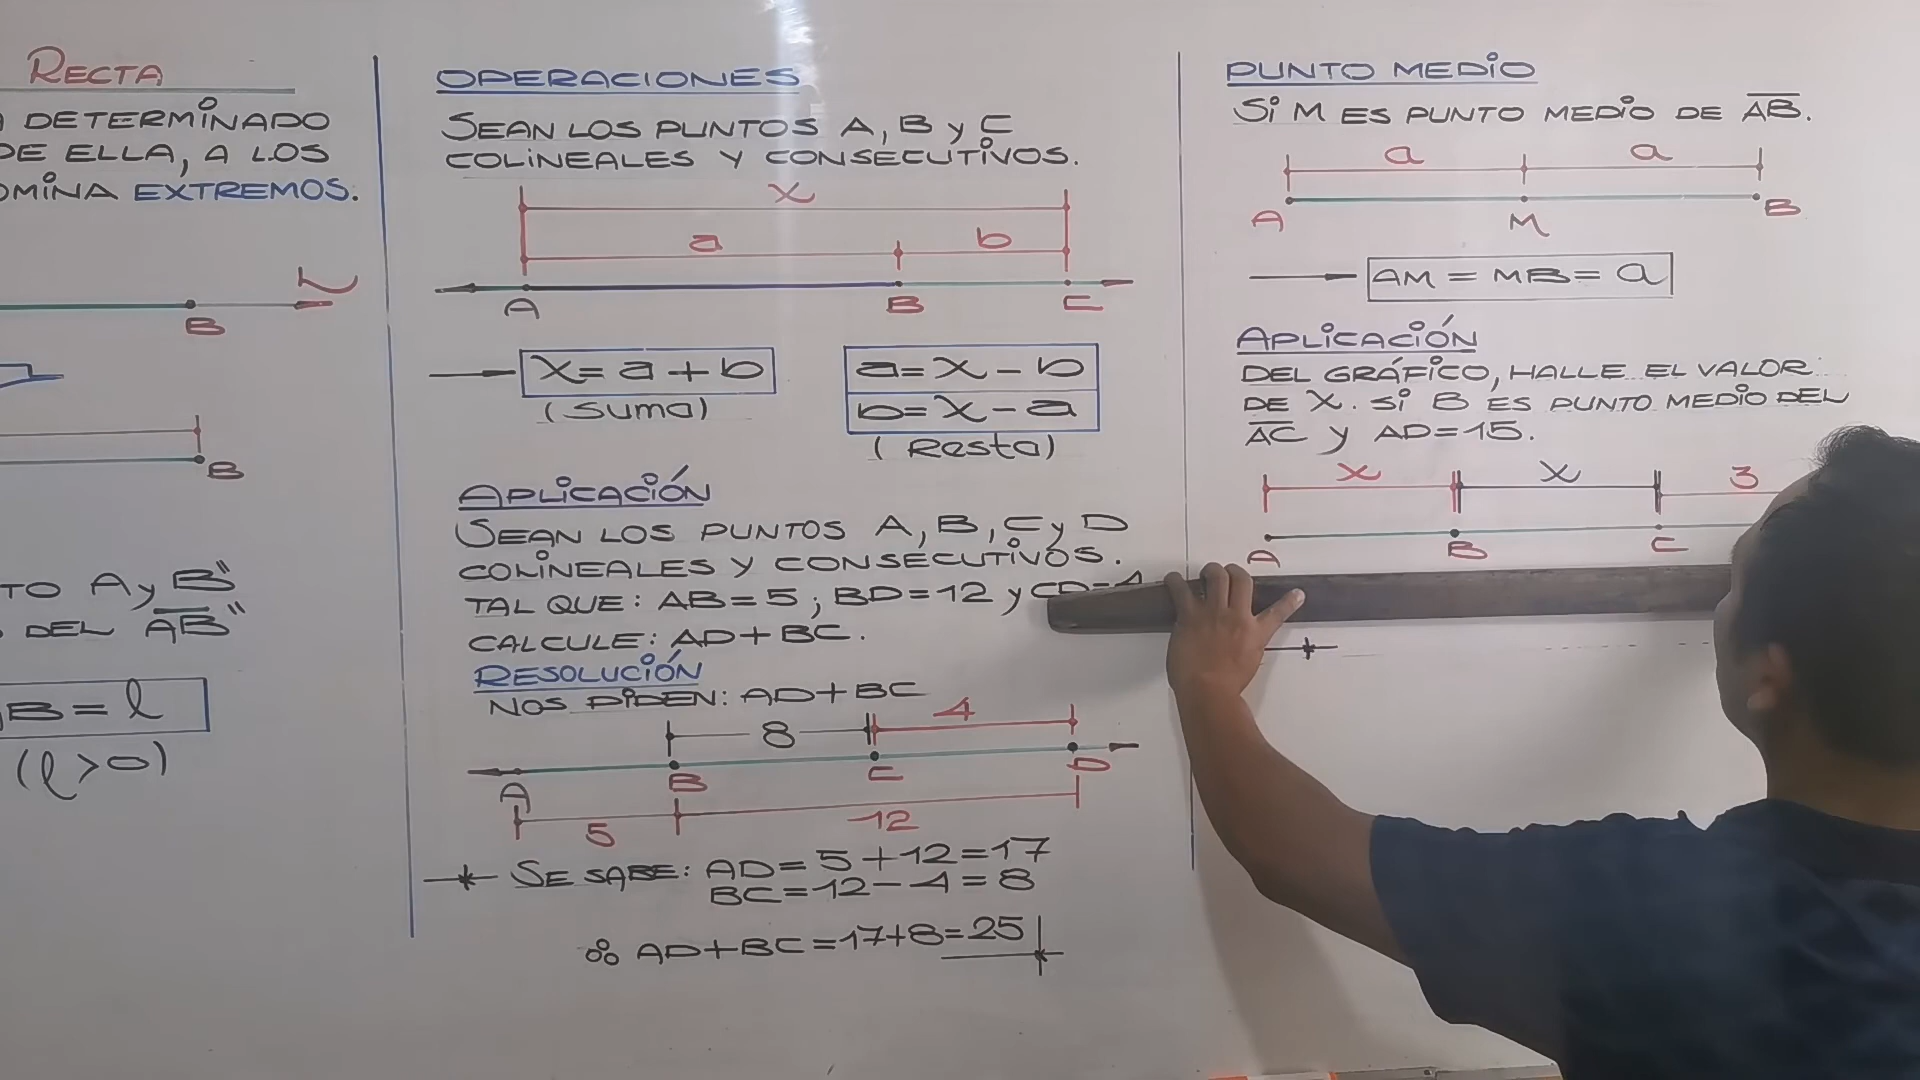 RECTA
DETERMINADO
DE ELLA, A LOS
EXTREMOS.
L
B
B
A y B"
DEL AB"
B = l
(l > 0)
OPERACIONES
SEAN LOS PUNTOS A, B y C
COLINEALES Y CONSECUTIVOS.
x
a b
A B C
x = a + b
(Suma)
a = x - b
b = x - a
(Resta)
APLICACIÓN
SEAN LOS PUNTOS A, B, C y D
COLINEALES Y CONSECUTIVOS.
TAL QUE: AB = 5 ; BD = 12 y CD = 4
CALCULE: AD + BC.
RESOLUCIÓN
NOS PIDEN: AD + BC
8 4
A B C D
5 12
SE SABE: AD = 5 + 12 = 17
BC = 12 - 4 = 8
∴ AD + BC = 17 + 8 = 25
PUNTO MEDIO
Si M ES PUNTO MEDIO DE AB.
a a
A M B
AM = MB = a
APLICACIÓN
DEL GRÁFICO, HALLE EL VALOR
DE X. Si B ES PUNTO MEDIO DEL
AC y AD = 15.
x x 3
A B C